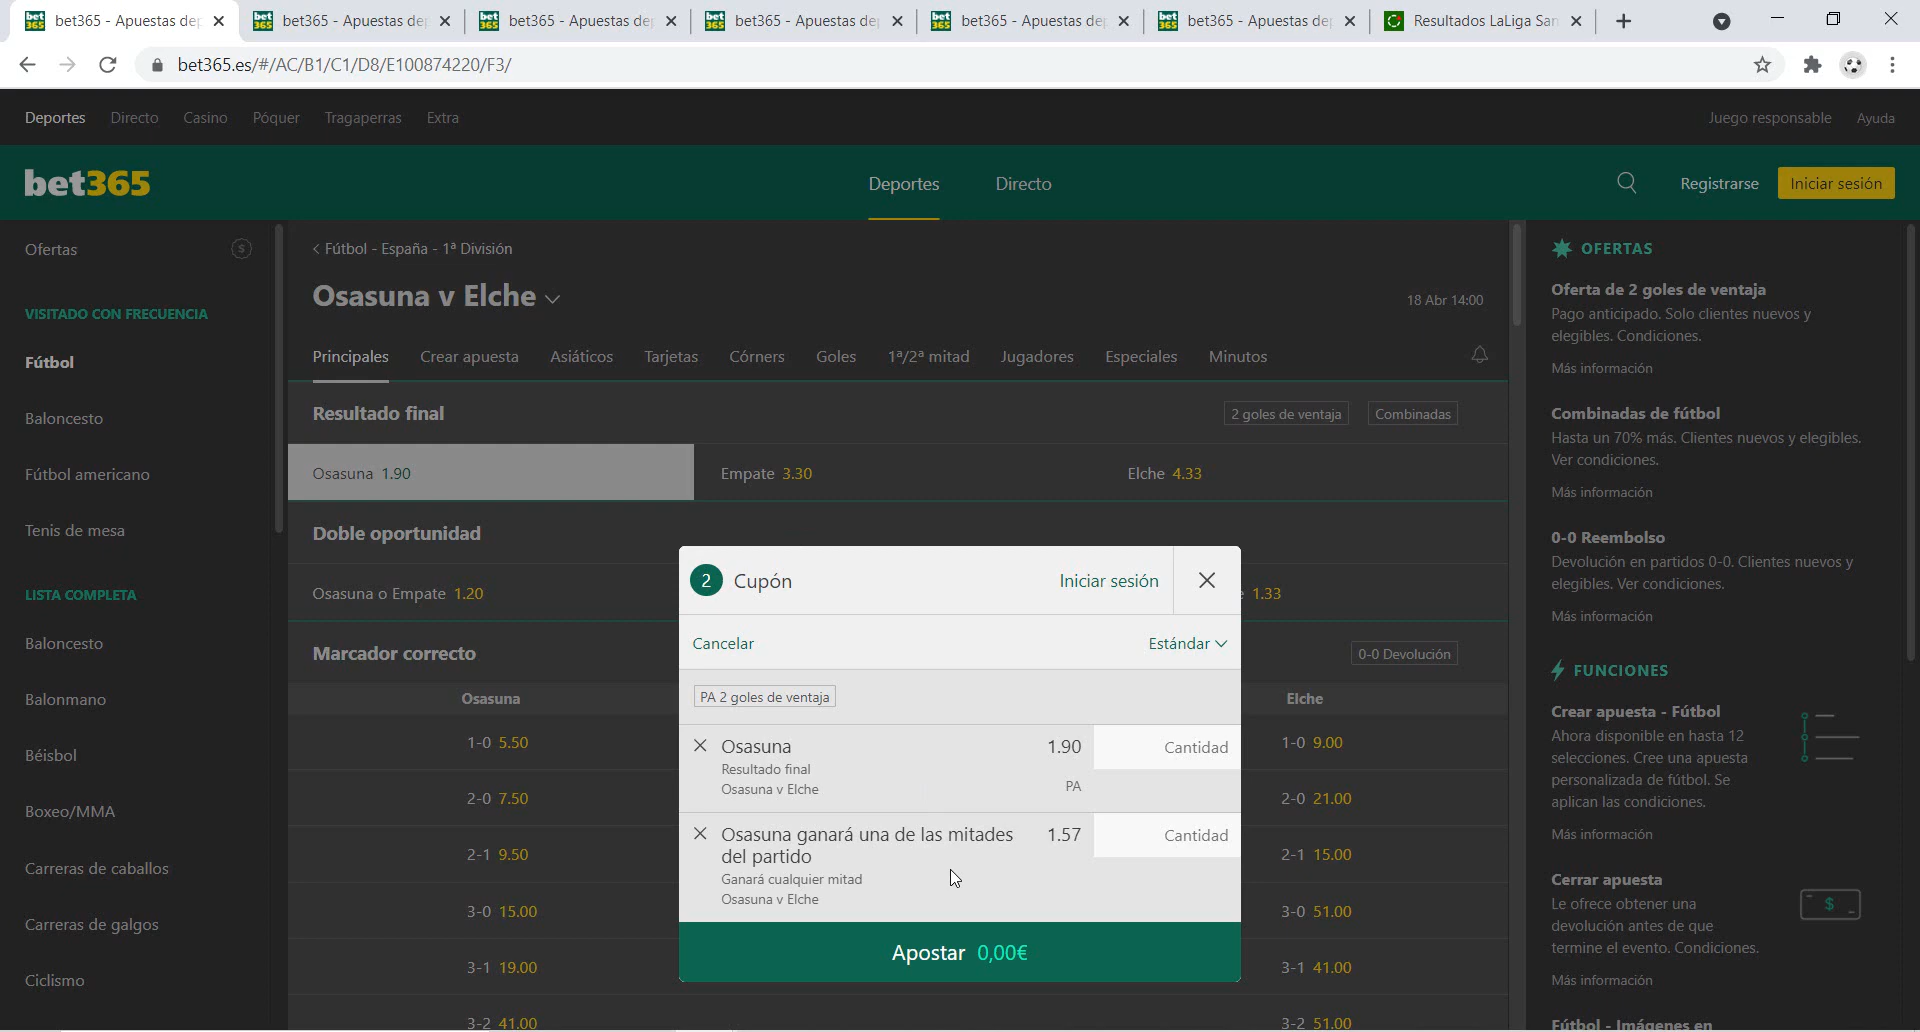 bet365 - Apuestas de
bet365 - Apuestas de
bet365 - Apuestas de
bet365 - Apuestas de
bet365 - Apuestas de
bet365 - Apuestas de
Resultados LaLiga San
bet365.es/#/AC/B1/C1/D8/E100874220/F3/
Deportes Directo Casino Póquer Tragaperras Extra
Juego responsable Ayuda
bet365
Deportes Directo
Registrarse Iniciar sesión
Ofertas
VISITADO CON FRECUENCIA
Fútbol
Baloncesto
Fútbol americano
Tenis de mesa
LISTA COMPLETA
Baloncesto
Balonmano
Béisbol
Boxeo/MMA
Carreras de caballos
Carreras de galgos
Ciclismo
Fútbol - España - 1ª División
Osasuna v Elche
18 Abr 14:00
Principales Crear apuesta Asiáticos Tarjetas Córners Goles 1ª/2ª mitad Jugadores Especiales Minutos
Resultado final
2 goles de ventaja Combinadas
Osasuna 1.90 Empate 3.30 Elche 4.33
Doble oportunidad
Osasuna o Empate 1.20
1.33
Marcador correcto
0-0 Devolución
Osasuna Elche
1-0 5.50 1-0 9.00
2-0 7.50 2-0 21.00
2-1 9.50 2-1 15.00
3-0 15.00 3-0 51.00
3-1 19.00 3-1 41.00
3-2 41.00 3-2 51.00
2 Cupón Iniciar sesión
Cancelar Estándar
PA 2 goles de ventaja
Osasuna 1.90 Cantidad
Resultado final
Osasuna v Elche PA
Osasuna ganará una de las mitades 1.57 Cantidad
del partido
Ganará cualquier mitad
Osasuna v Elche
Apostar 0,00€
OFERTAS
Oferta de 2 goles de ventaja
Pago anticipado. Solo clientes nuevos y
elegibles. Condiciones.
Más información
Combinadas de fútbol
Hasta un 70% más. Clientes nuevos y elegibles.
Ver condiciones.
Más información
0-0 Reembolso
Devolución en partidos 0-0. Clientes nuevos y
elegibles. Ver condiciones.
Más información
FUNCIONES
Crear apuesta - Fútbol
Ahora disponible en hasta 12
selecciones. Cree una apuesta
personalizada de fútbol. Se
aplican las condiciones.
Más información
Cerrar apuesta
Le ofrece obtener una
devolución antes de que
termine el evento. Condiciones.
Más información
Fútbol - Imágenes en